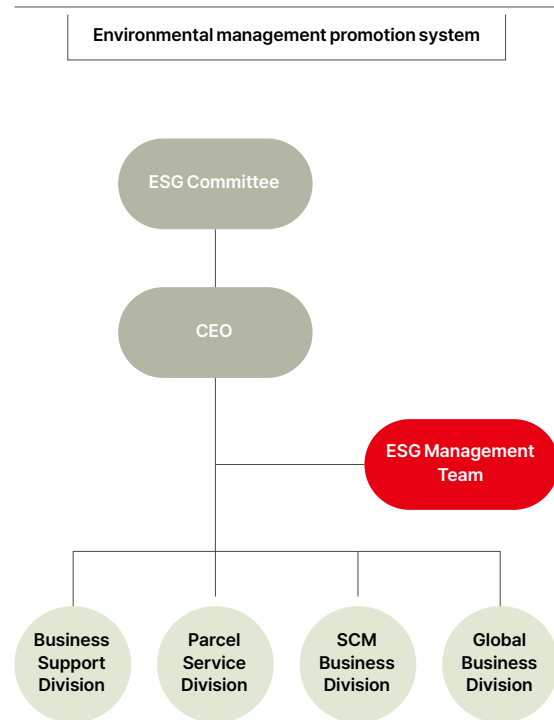 Environmental management promotion system
ESG Committee
CEO
ESG Management
Team
Business
Support
Division
Parcel
Service
Division
SCM
Business
Division
Global
Business
Division